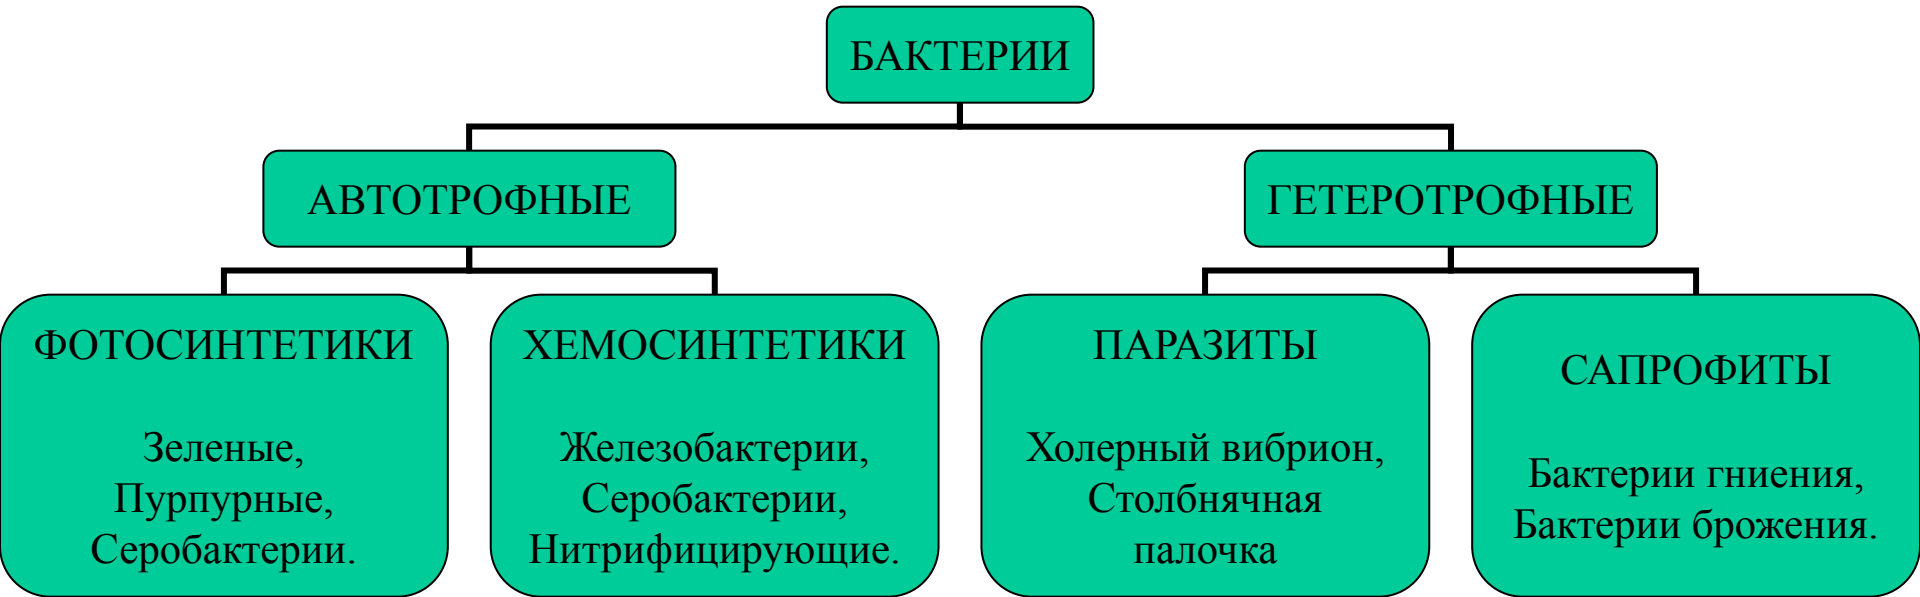 БАКТЕРИИ
АВТОТРОФНЫЕ
ГЕТЕРОТРОФНЫЕ
ФОТОСИНТЕТИКИ
Зеленые,
Пурпурные,
Серобактерии.
ХЕМОСИНТЕТИКИ
Железобактерии,
Серобактерии,
Нитрифицирующие.
ПАРАЗИТЫ
Холерный вибрион,
Столбнячная
палочка
САПРОФИТЫ
Бактерии гниения,
Бактерии брожения.